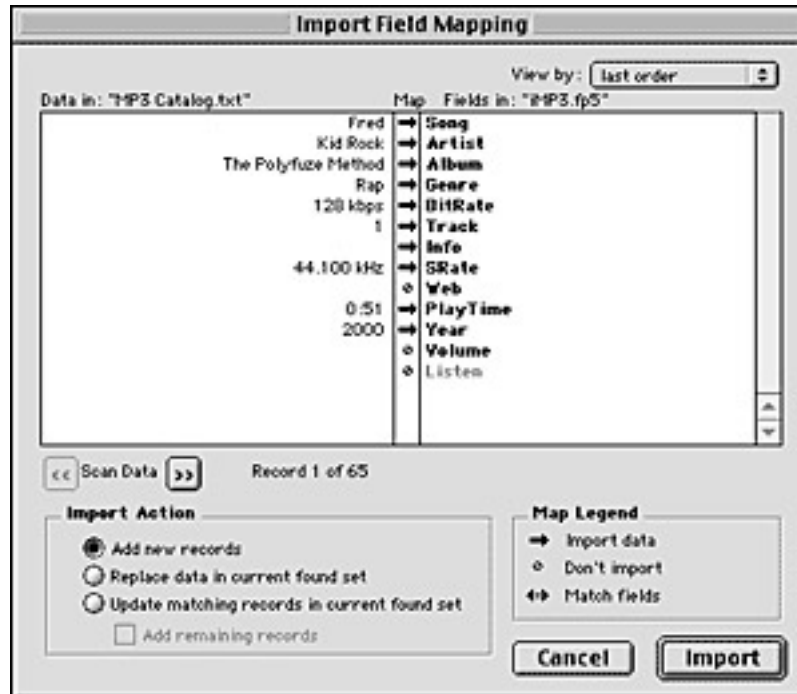 Import Field Mapping
View by: last order
Data in: "MP3 Catalog.txt" Map Fields in: "iMP3.fp5"
Fred Song
Kid Rock Artist
The Polyfuze Method Album
Rap Genre
128 kbps BitRate
1 Track
Info
44.100 kHz SRate
Web
0:51 PlayTime
2000 Year
Volume
Listen
<< Scan Data >> Record 1 of 65
Import Action
Add new records
Replace data in current found set
Update matching records in current found set
Add remaining records
Map Legend
Import data
Don't import
Match fields
Cancel Import